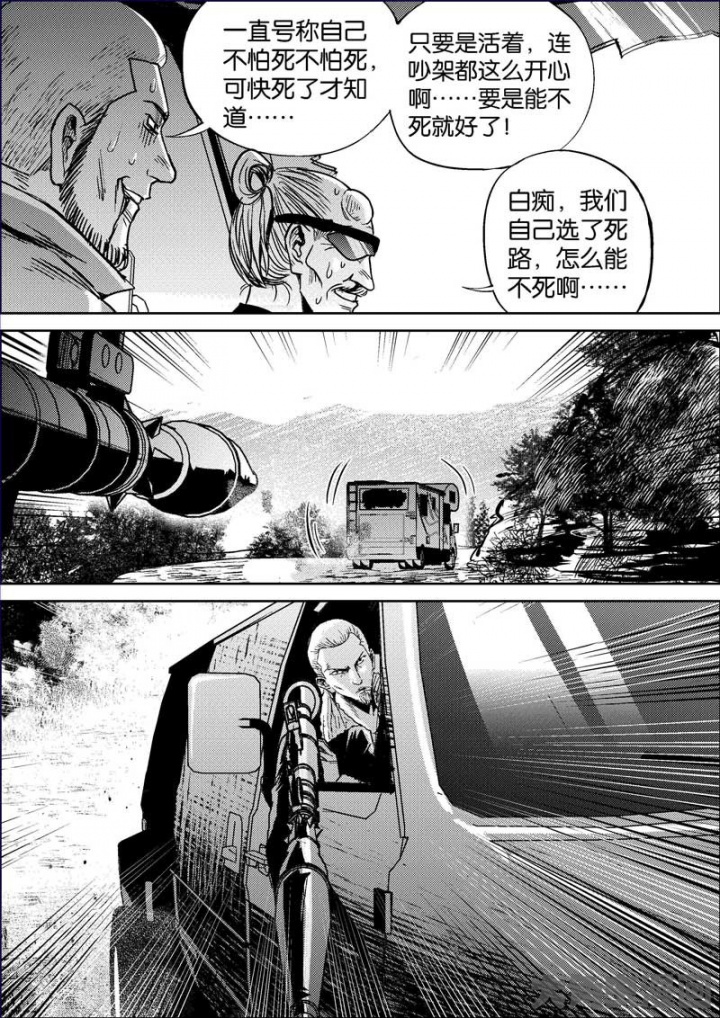 一直号称自己
不怕死不怕死，
可快死了才知
道……
只要是活着，连
吵架都这么开心
啊……要是能不
死就好了！
白痴，我们
自己选了死
路，怎么能
不死啊……